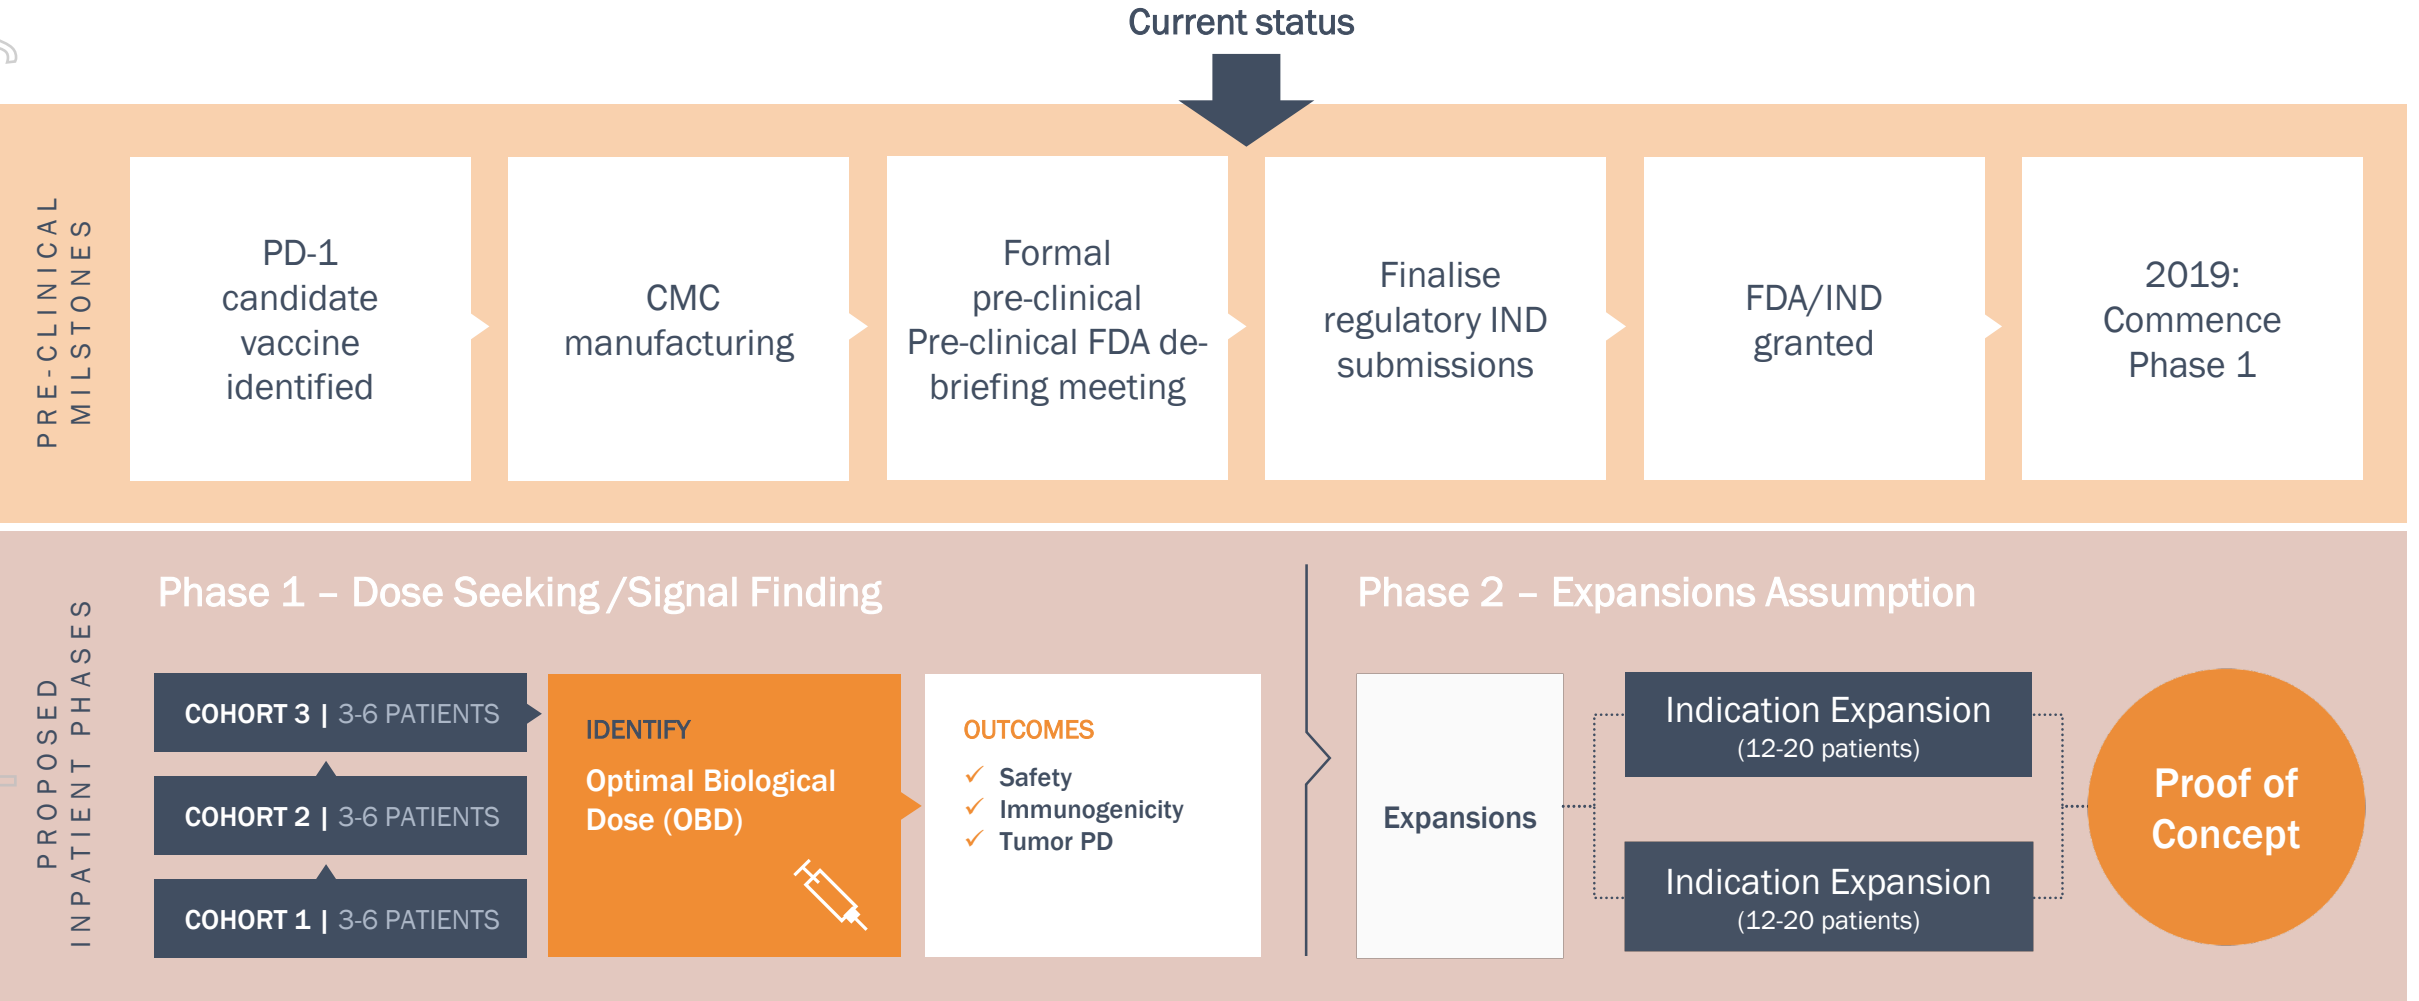 Current status
PRE-CLINICAL
MILSTONES
PD-1
candidate
vaccine
identified
CMC
manufacturing
Formal
pre-clinical
Pre-clinical FDA de-
briefing meeting
Finalise
regulatory IND
submissions
FDA/IND
granted
2019:
Commence
Phase 1
PROPOSED
INPATIENT PHASES
Phase 1 – Dose Seeking /Signal Finding
COHORT 3 | 3-6 PATIENTS
COHORT 2 | 3-6 PATIENTS
COHORT 1 | 3-6 PATIENTS
IDENTIFY
Optimal Biological
Dose (OBD)
OUTCOMES
✓ Safety
✓ Immunogenicity
✓ Tumor PD
Phase 2 – Expansions Assumption
Expansions
Indication Expansion
(12-20 patients)
Indication Expansion
(12-20 patients)
Proof of
Concept